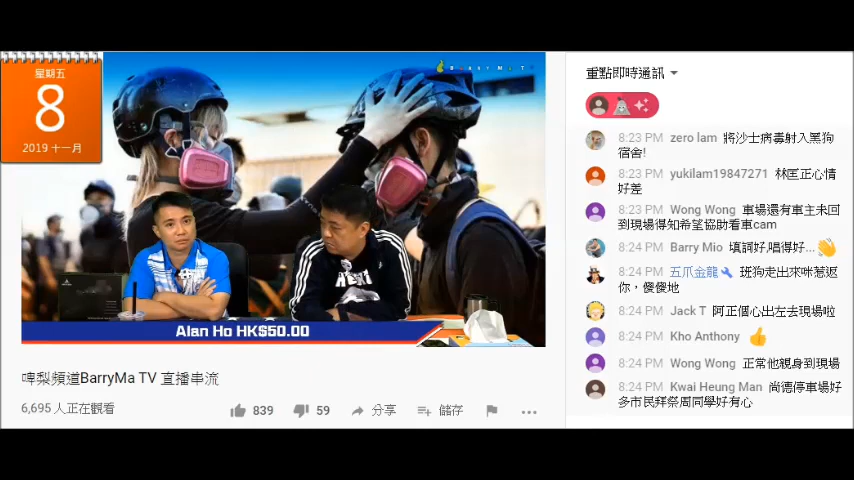 星期五
8
2019 十一月
BARRYMATV
Alan Ho HK$50.00
啤梨頻道BarryMa TV 直播串流
6,695 人正在觀看
839
59
分享
儲存
重點即時通訊
8:23 PM zero lam 將沙士病毒射入黑狗
宿舍!
8:23 PM yukilam19847271 林匡正心情
好差
8:23 PM Wong Wong 車場還有車主未回
到現場得知希望協助看車cam
8:24 PM Barry Mio 填詞好,唱得好...👋
8:24 PM 五爪金龍 班狗走出來咪惹返
你，傻傻地
8:24 PM Jack T 阿正個心出左去現場啦
8:24 PM Kho Anthony 👍
8:24 PM Wong Wong 正常他親身到現場
8:24 PM Kwai Heung Man 尚德停車場好
多市民拜祭周同學好有心